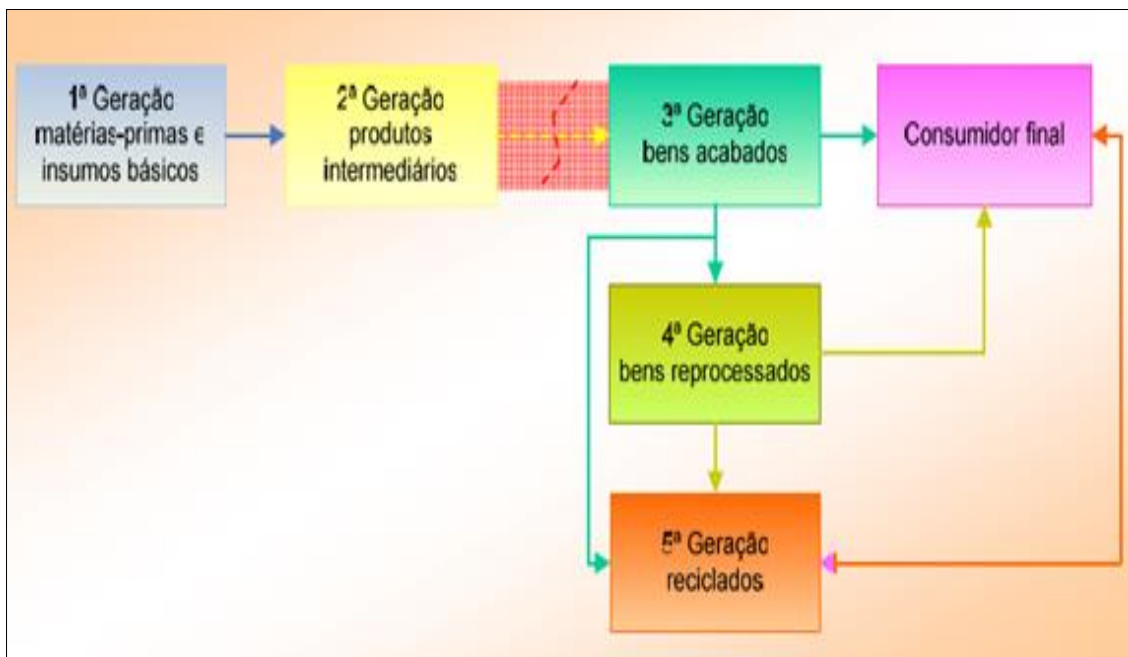 1ª Geração
matérias-primas e
insumos básicos
2ª Geração
produtos
intermediários
3ª Geração
bens acabados
Consumidor final
4ª Geração
bens reprocessados
5ª Geração
reciclados